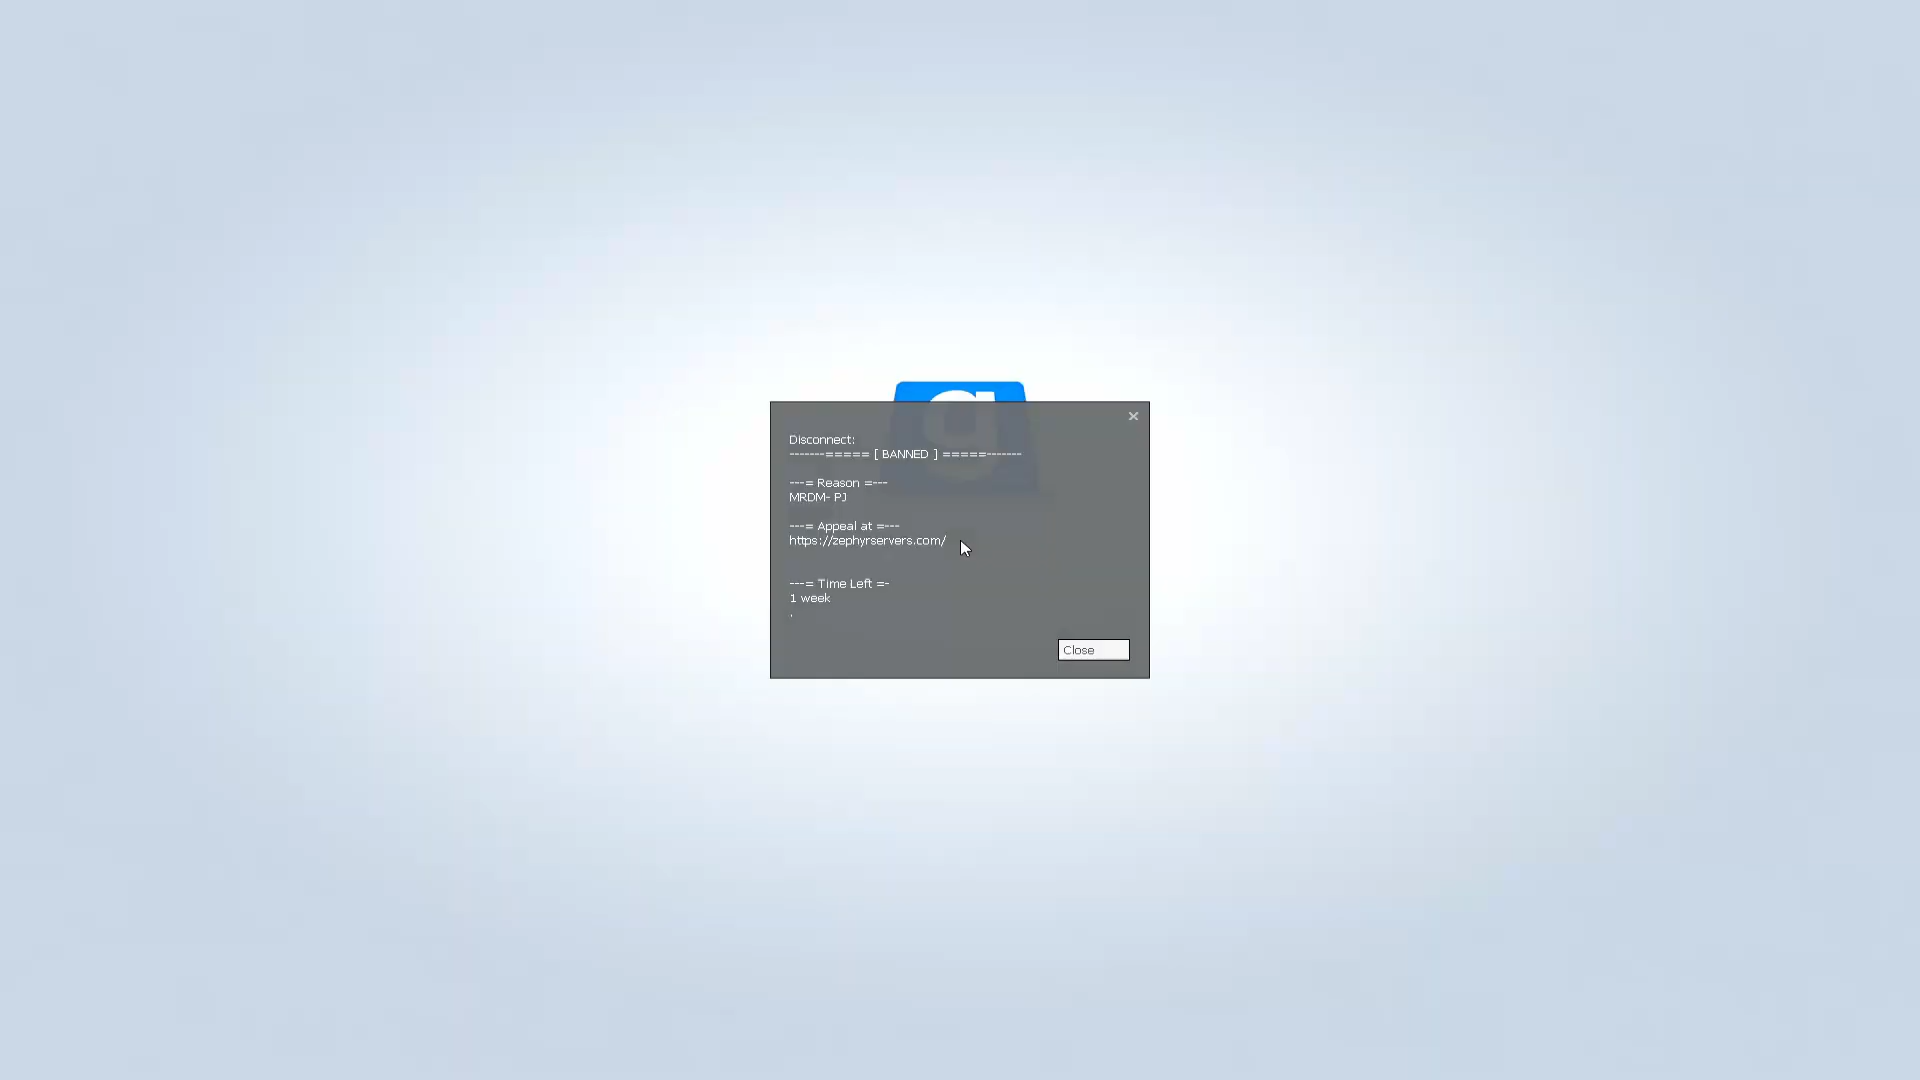 g
Disconnect:
-------===== [ BANNED ] =====-------
---= Reason =---
MRDM- PJ
---= Appeal at =---
https://zephyrservers.com/
---= Time Left =-
1 week
.
Close